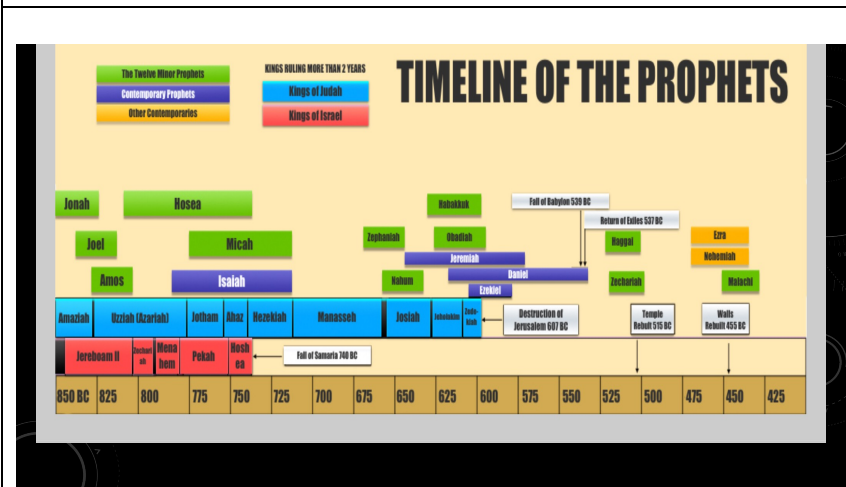 TIMELINE OF THE PROPHETS
The Twelve Minor Prophets
Contemporary Prophets
Other Contemporaries
KINGS RULING MORE THAN 2 YEARS
Kings of Judah
Kings of Israel
Jonah
Hosea
Habakkuk
Fall of Babylon 539 BC
Return of Exiles 537 BC
Joel
Micah
Zephaniah
Obadiah
Haggai
Ezra
Jeremiah
Nehemiah
Amos
Isaiah
Nahum
Daniel
Ezekiel
Zechariah
Malachi
Amaziah
Uzziah (Azariah)
Jotham
Ahaz
Hezekiah
Manasseh
Josiah
Jehoiakim
Zede-
kiah
Destruction of
Jerusalem 607 BC
Temple
Rebuilt 515 BC
Walls
Rebuilt 455 BC
Jereboam II
Zechari
ah
Mena
hem
Pekah
Hosh
ea
Fall of Samaria 740 BC
850 BC 825 800 775 750 725 700 675 650 625 600 575 550 525 500 475 450 425